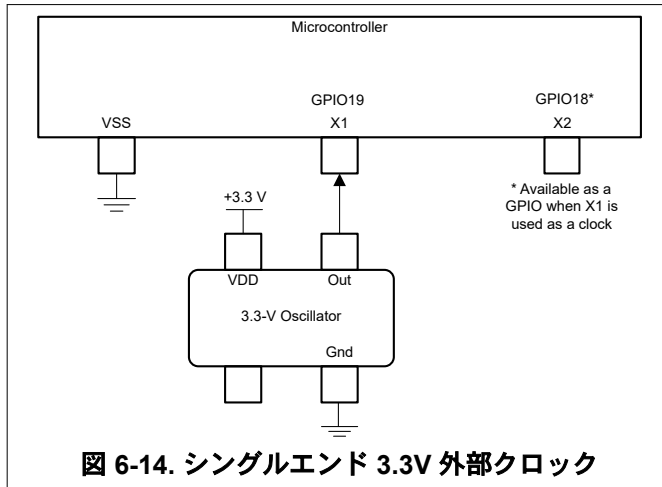 Microcontroller
GPIO19
GPIO18*
VSS
X1
X2
* Available as a
GPIO when X1 is
used as a clock
+3.3 V
VDD
Out
3.3-V Oscillator
Gnd
図 6-14. シングルエンド 3.3V 外部クロック